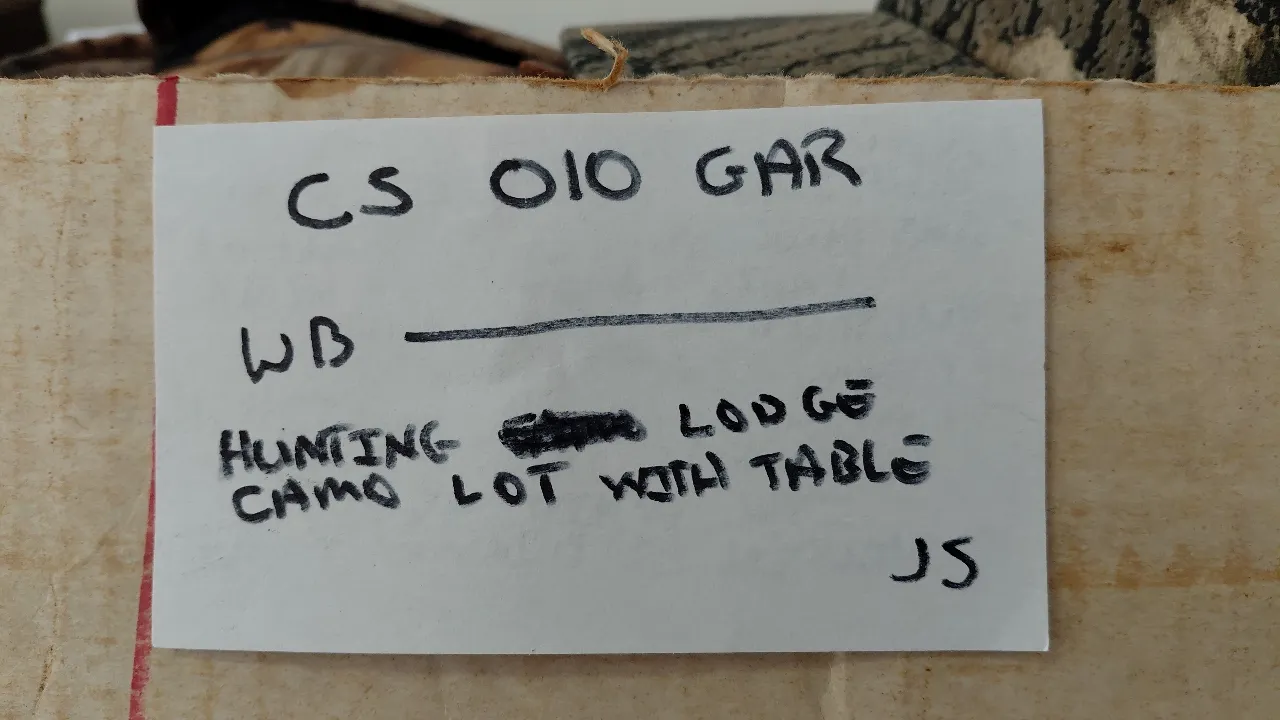 CS 010 GAR
WB
HUNTING LODGE
CAMO LOT WITH TABLE
JS